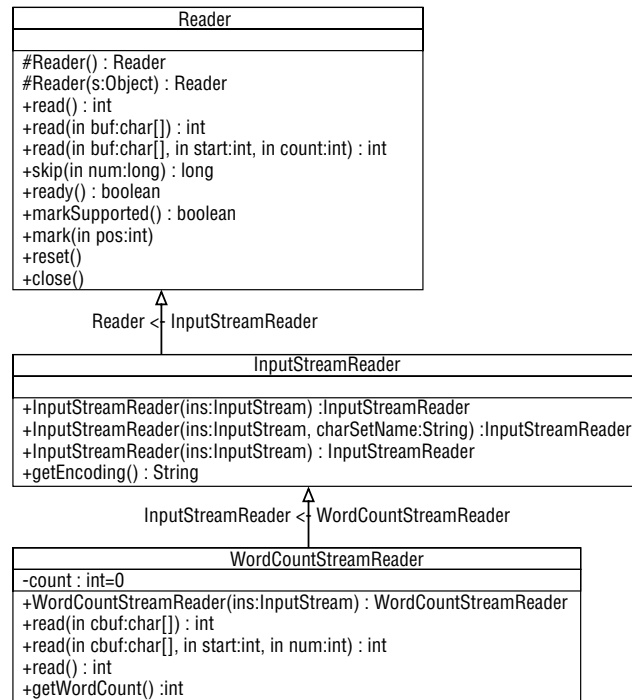 Reader
#Reader() : Reader
#Reader(s:Object) : Reader
+read() : int
+read(in buf:char[]) : int
+read(in buf:char[], in start:int, in count:int) : int
+skip(in num:long) : long
+ready() : boolean
+markSupported() : boolean
+mark(in pos:int)
+reset()
+close()
Reader <- InputStreamReader
InputStreamReader
+InputStreamReader(ins:InputStream) :InputStreamReader
+InputStreamReader(ins:InputStream, charSetName:String) :InputStreamReader
+InputStreamReader(ins:InputStream) : InputStreamReader
+getEncoding() : String
InputStreamReader <- WordCountStreamReader
WordCountStreamReader
-count : int=0
+WordCountStreamReader(ins:InputStream) : WordCountStreamReader
+read(in cbuf:char[]) : int
+read(in cbuf:char[], in start:int, in num:int) : int
+read() : int
+getWordCount() :int